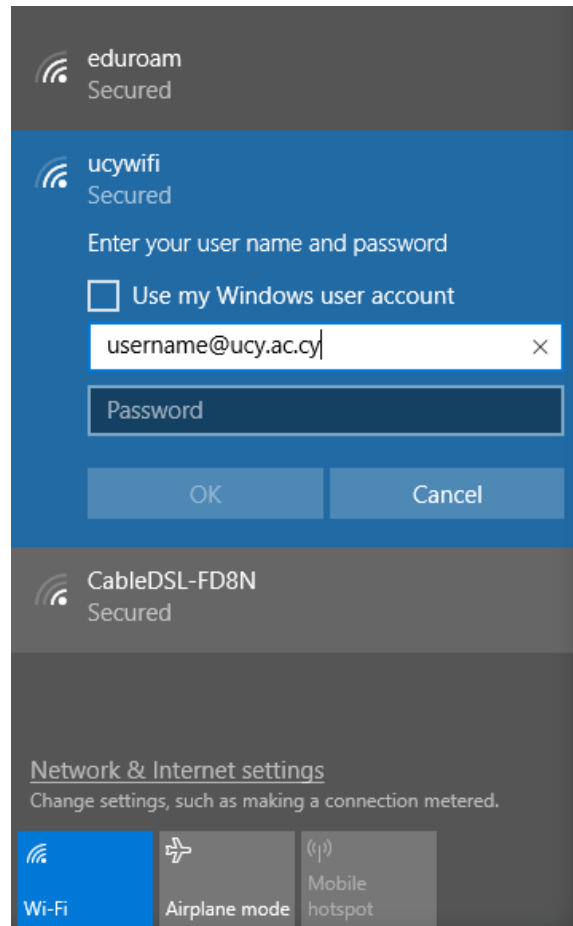 eduroam
Secured
ucywifi
Secured
Enter your user name and password
Use my Windows user account
username@ucy.ac.cy
Password
OK Cancel
CableDSL-FD8N
Secured
Network & Internet settings
Change settings, such as making a connection metered.
Wi-Fi
Airplane mode
Mobile
hotspot